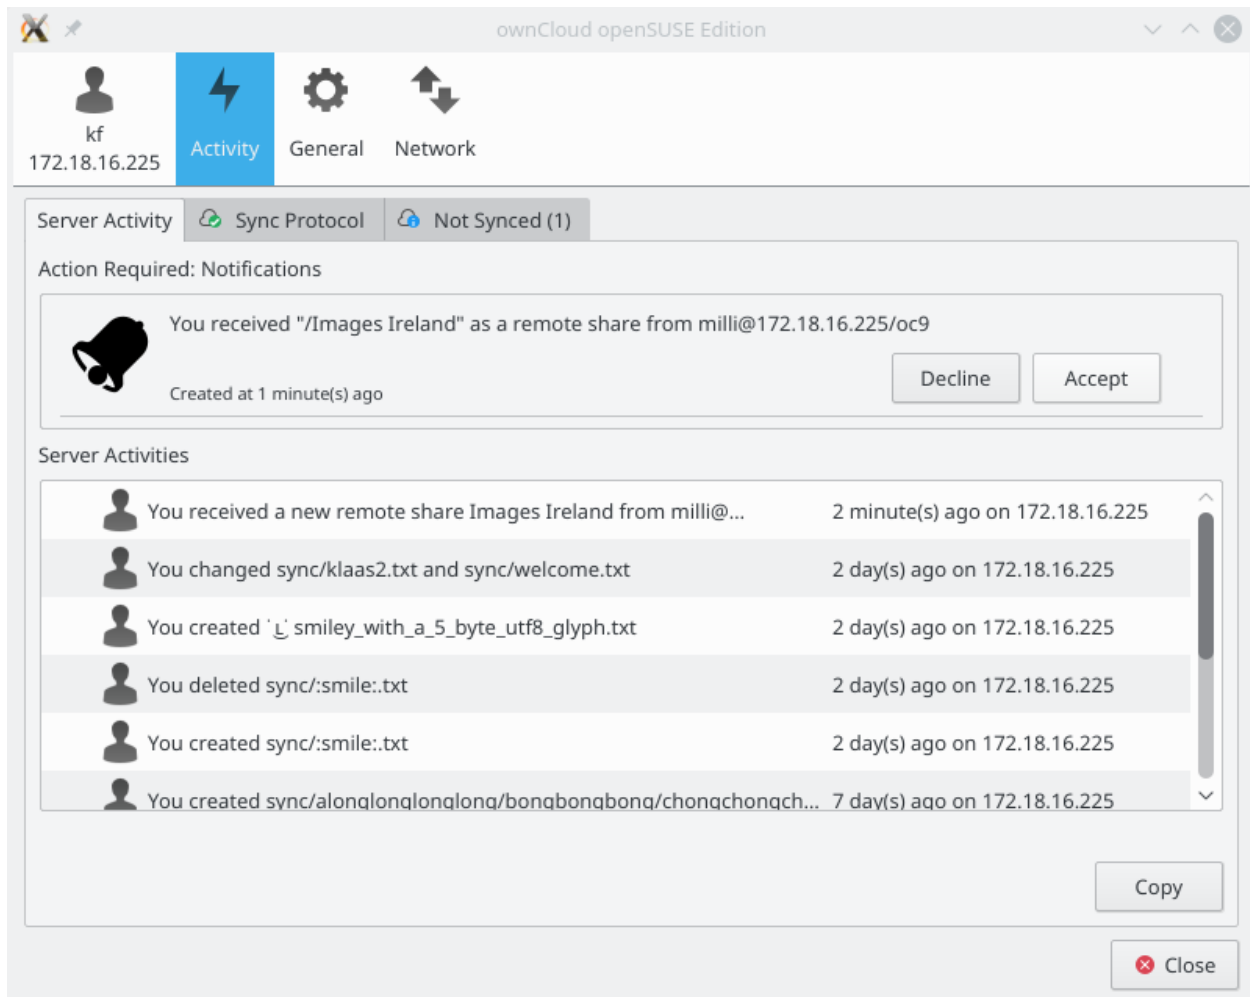 ownCloud openSUSE Edition
kf
172.18.16.225
Activity
General
Network
Server Activity
Sync Protocol
Not Synced (1)
Action Required: Notifications
You received "/Images Ireland" as a remote share from milli@172.18.16.225/oc9
Decline
Accept
Created at 1 minute(s) ago
Server Activities
You received a new remote share Images Ireland from milli@... 2 minute(s) ago on 172.18.16.225
You changed sync/klaas2.txt and sync/welcome.txt 2 day(s) ago on 172.18.16.225
You created smiley_with_a_5_byte_utf8_glyph.txt 2 day(s) ago on 172.18.16.225
You deleted sync/:smile:.txt 2 day(s) ago on 172.18.16.225
You created sync/:smile:.txt 2 day(s) ago on 172.18.16.225
You created sync/alonglonglonglong/bongbongbong/chongchongch... 7 day(s) ago on 172.18.16.225
Copy
Close